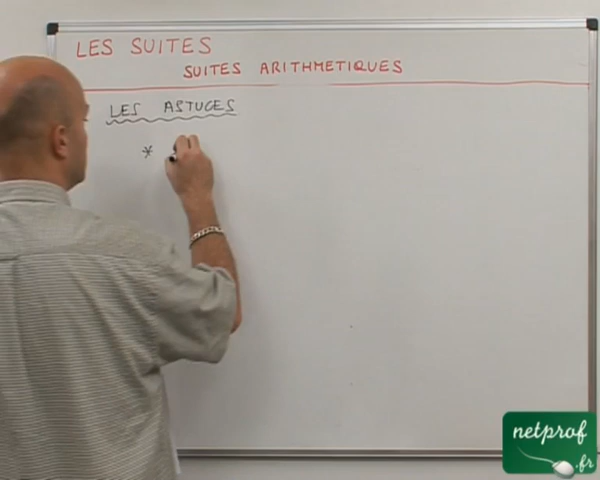 LES SUITES
SUITES ARITHMETIQUES
LES ASTUCES
*
netprof
.fr